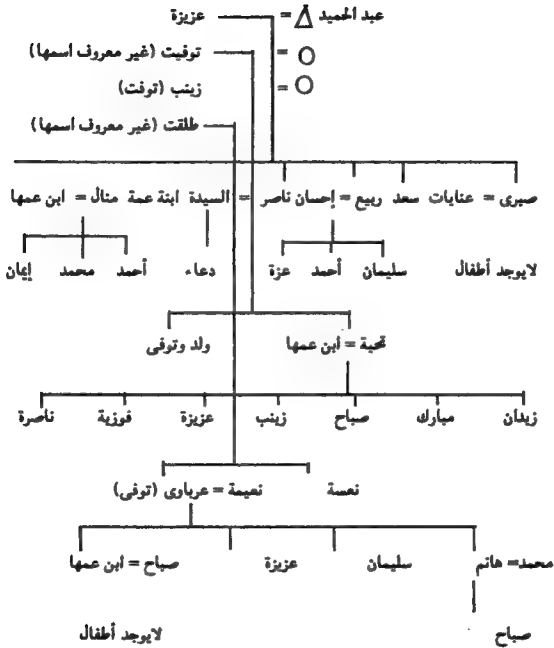 عبد الحميد = عزيزة
= توفيت (غير معروف اسمها)
= زينب (توفت)
طلقت (غير معروف اسمها)
صبرى = عنايات سعد ربيع = إحسان ناصر = السيدة ابنة عمة منال = ابن عمها
لايوجد أطفال سليمان أحمد عزة دعاء أحمد محمد إيمان
تحية = ابن عمها ولد وتوفى
زيدان مبارك صباح زينب عزيزة فوزية ناصرة
نعسة نعيمة = عرباوى (توفى)
محمد = هانم سليمان عزيزة صباح = ابن عمها
صباح لايوجد أطفال